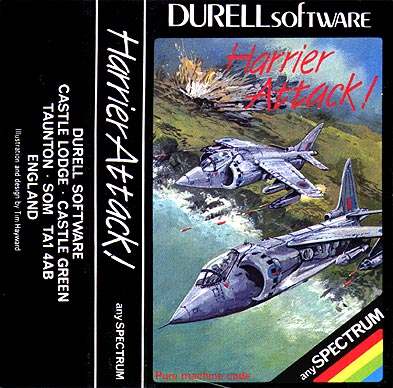 DURELL SOFTWARE
CASTLE LODGE · CASTLE GREEN
TAUNTON · SOM TA1 4AB
ENGLAND
Illustration and design by Tim Hayward
Harrier Attack!
any SPECTRUM
DURELL sofTWARE
Harrier
Attack!
Pure machine code
any SPECTRUM